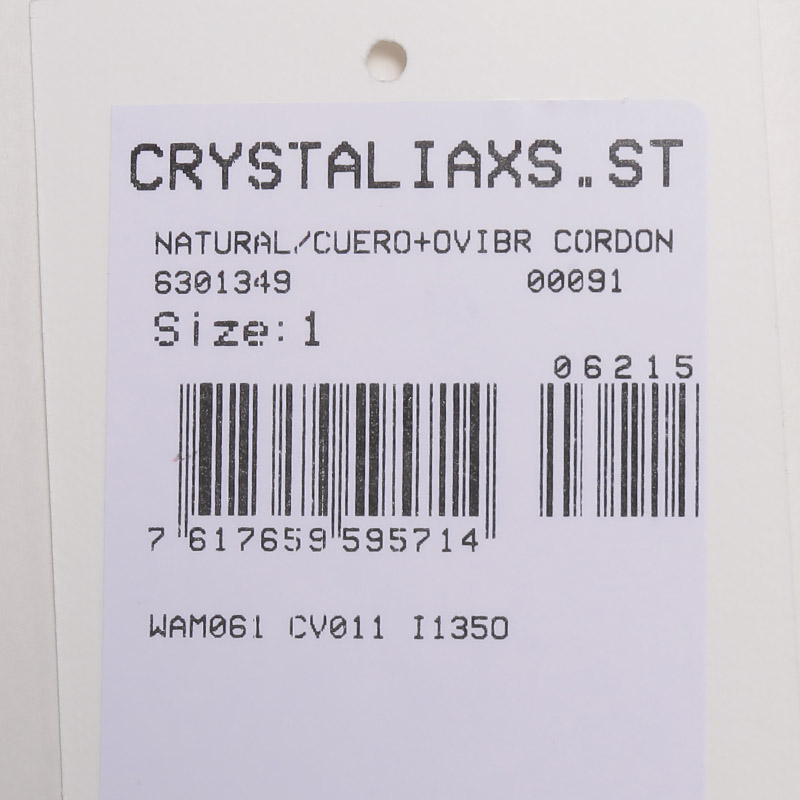 CRYSTALIAXS..ST
NATURAL/CUERO+OVIBR CORDON
6301349 00091
Size:1
06215
7 617659 595714
WAM061 CV011 I1350